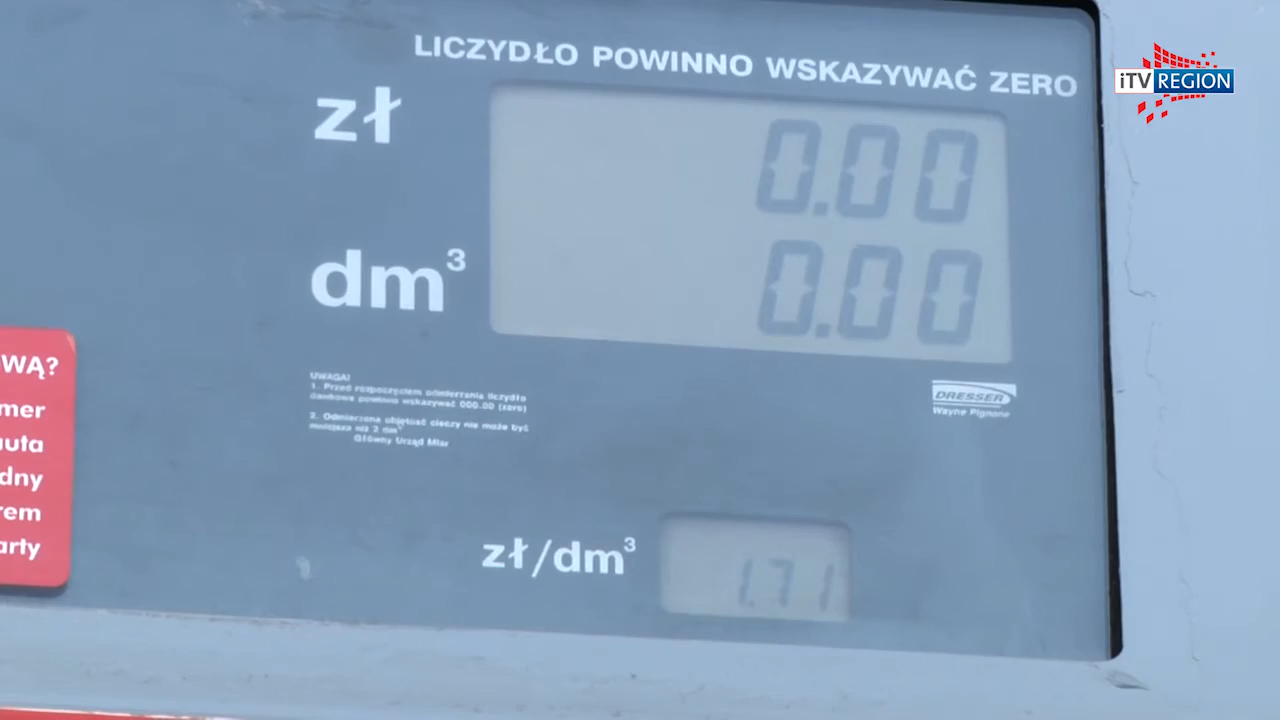 LICZYDŁO POWINNO WSKAZYWAĆ ZERO
iTV REGION
zł
0.00
dm³
0.00
UWAGA!
1. Przed rozpoczęciem odmierzania liczydło
dawkowe powinno wskazywać 000.00 (zero)
2. Odmierzona objętość cieczy nie może być
mniejsza niż 2 dm³
Główny Urząd Miar
DRESSER
Wayne Pignone
zł/dm³
1.71
OWĄ?
mer
auta
dny
rem
arty